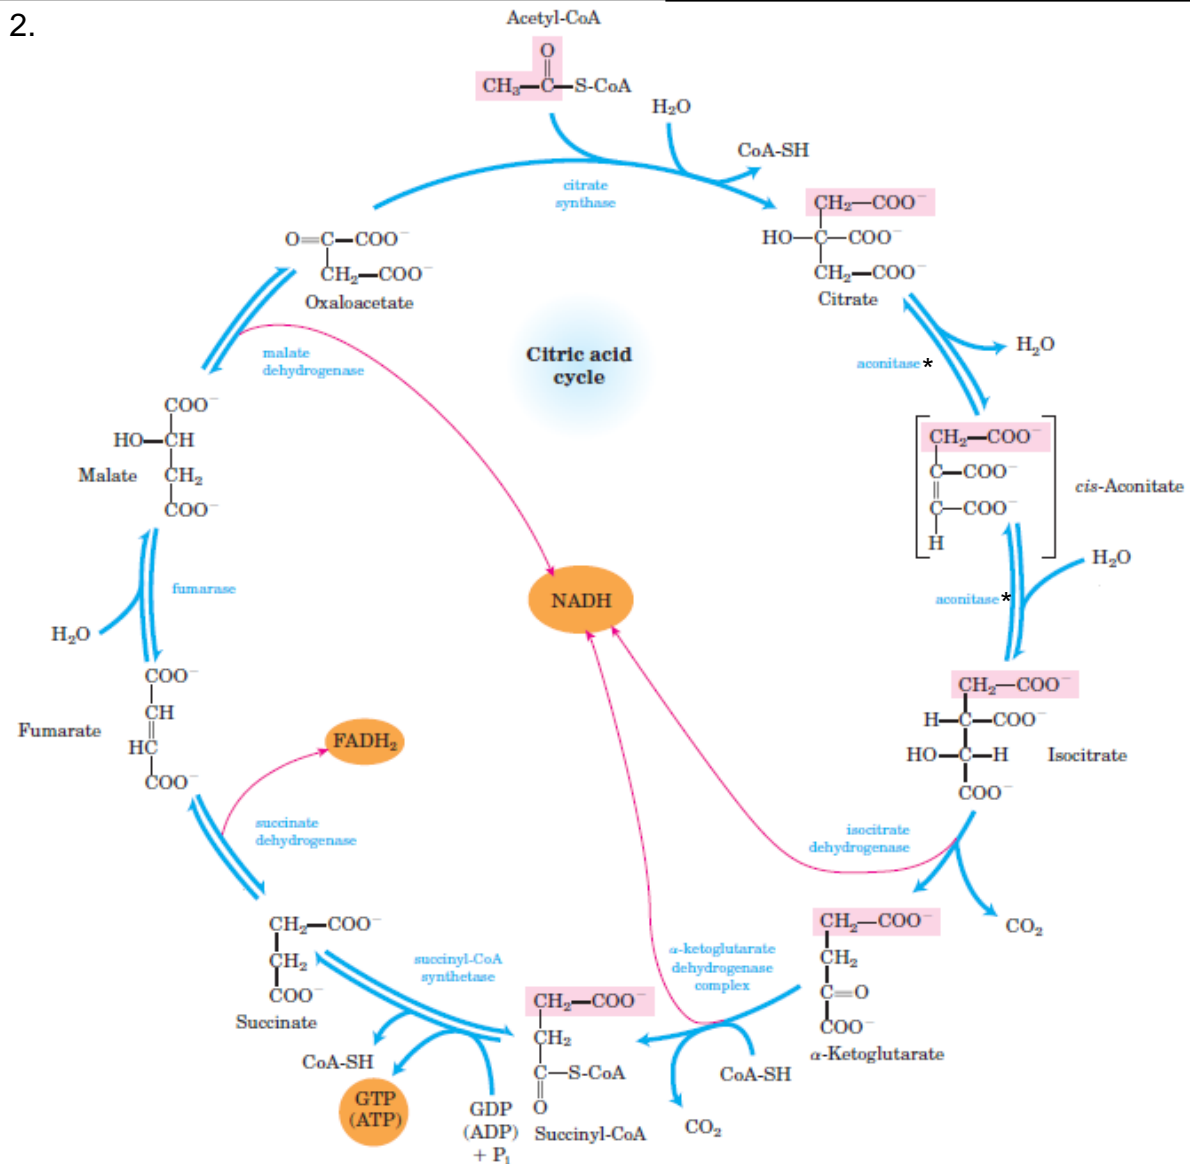 2.
Acetyl-CoA
O
CH₃—C—S-CoA
H₂O
CoA-SH
citrate
synthase
CH₂—COO⁻
HO—C—COO⁻
CH₂—COO⁻
Citrate
O=C—COO⁻
CH₂—COO⁻
Oxaloacetate
Citric acid
cycle
malate
dehydrogenase
aconitase*
H₂O
CH₂—COO⁻
C—COO⁻
C—COO⁻
H
cis-Aconitate
COO⁻
HO—CH
Malate
CH₂
COO⁻
H₂O
aconitase*
fumarase
NADH
H₂O
CH₂—COO⁻
H—C—COO⁻
HO—C—H
COO⁻
Isocitrate
COO⁻
CH
HC
COO⁻
Fumarate
FADH₂
succinate
dehydrogenase
isocitrate
dehydrogenase
CO₂
CH₂—COO⁻
CH₂
C=O
COO⁻
α-Ketoglutarate
α-ketoglutarate
dehydrogenase
complex
CoA-SH
CO₂
CH₂—COO⁻
CH₂
COO⁻
Succinate
succinyl-CoA
synthetase
CH₂—COO⁻
CH₂
C—S-CoA
O
Succinyl-CoA
CoA-SH
GTP
(ATP)
GDP
(ADP)
+ Pᵢ